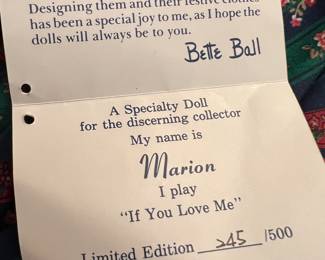 Designing them and their festive clothes
has been a special joy to me, as I hope the
dolls will always be to you.
Bette Ball
A Specialty Doll
for the discerning collector
My name is
Marion
I play
"If You Love Me"
Limited Edition 245 /500